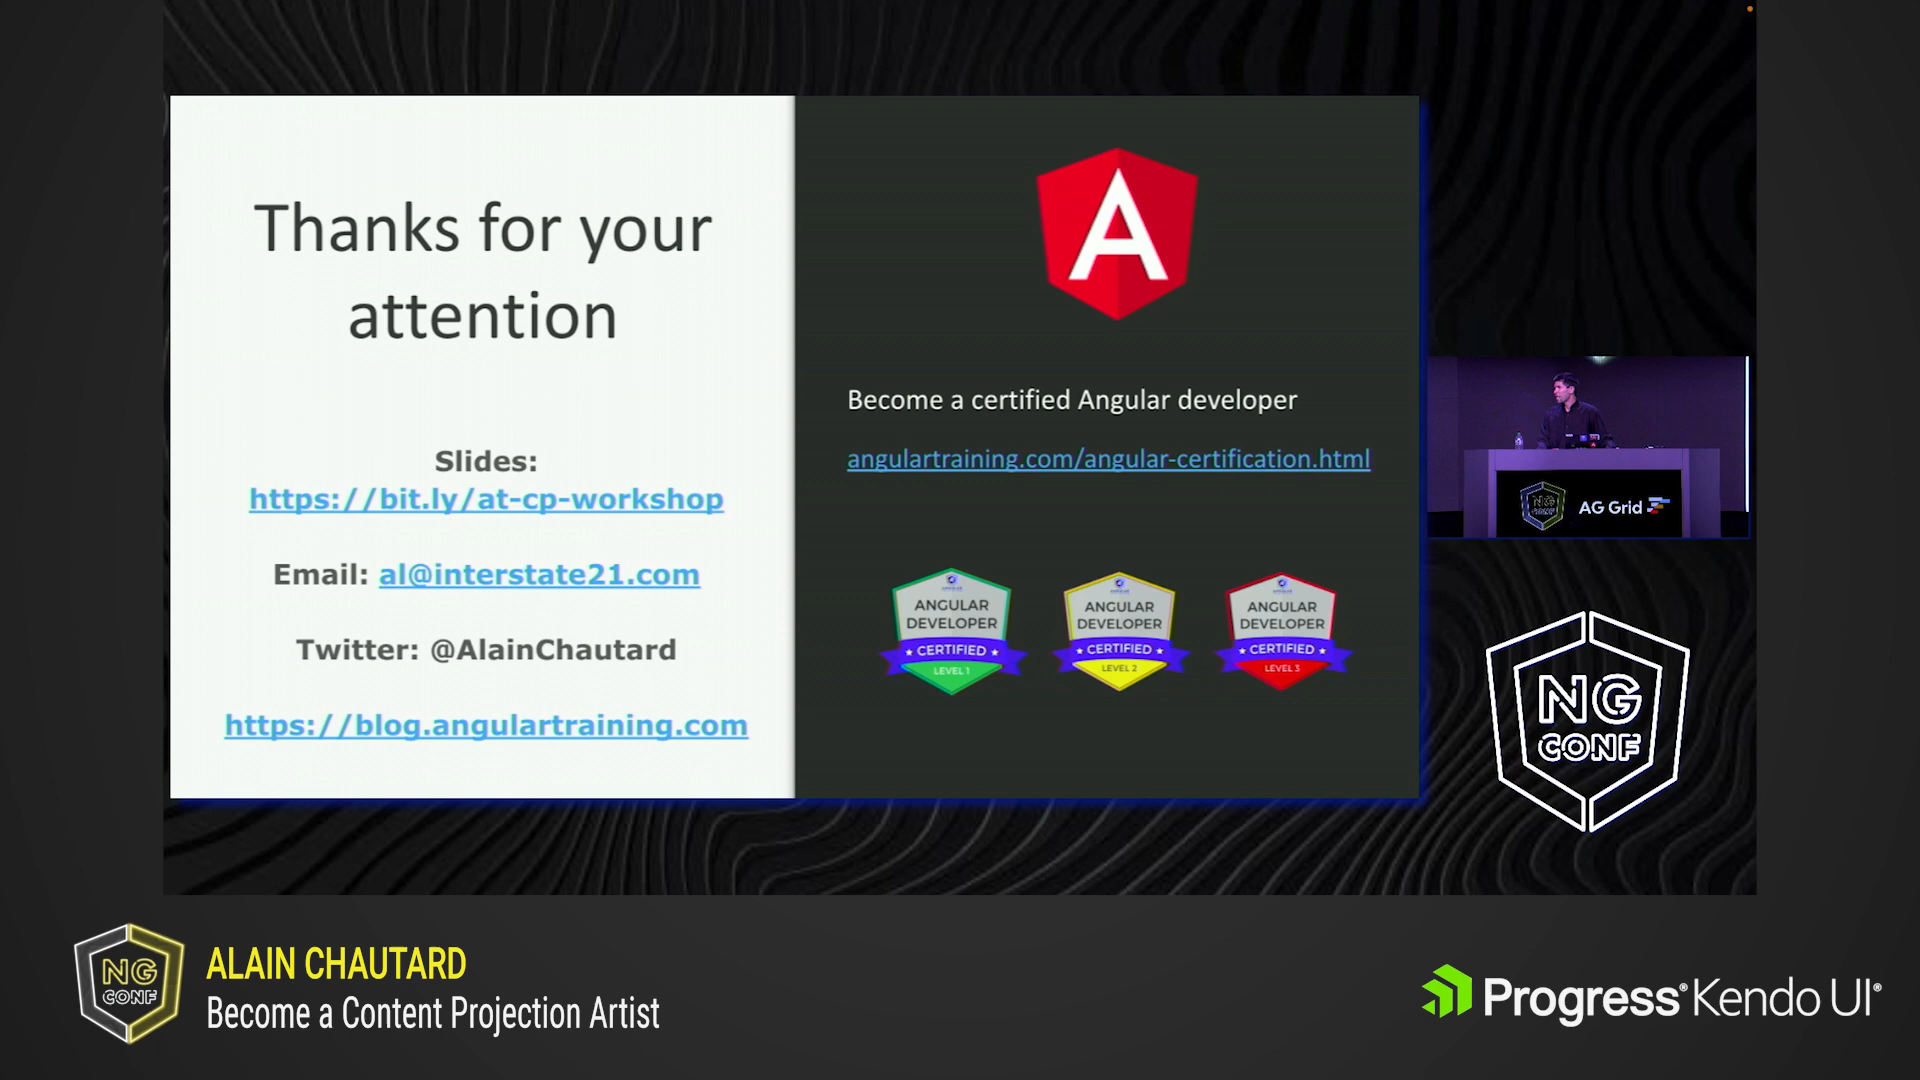 Thanks for your
attention
Slides:
https://bit.ly/at-cp-workshop
Email: al@interstate21.com
Twitter: @AlainChautard
https://blog.angulartraining.com
A
Become a certified Angular developer
angulartraining.com/angular-certification.html
ANGULAR
DEVELOPER
CERTIFIED
LEVEL 1
ANGULAR
DEVELOPER
CERTIFIED
LEVEL 2
ANGULAR
DEVELOPER
CERTIFIED
LEVEL 3
NG
CONF
AG Grid
NG
CONF
NG
CONF
ALAIN CHAUTARD
Become a Content Projection Artist
Progress® Kendo UI®